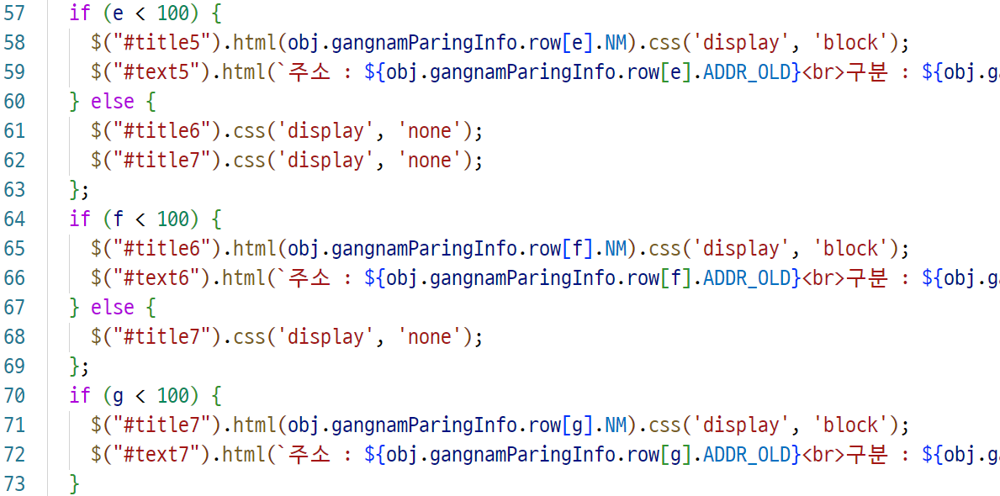 57 if (e < 100) {
58 $("#title5").html(obj.gangnamParingInfo.row[e].NM).css('display', 'block');
59 $("#text5").html(`주소 : ${obj.gangnamParingInfo.row[e].ADDR_OLD}<br>구분 : ${obj.g
60 } else {
61 $("#title6").css('display', 'none');
62 $("#title7").css('display', 'none');
63 };
64 if (f < 100) {
65 $("#title6").html(obj.gangnamParingInfo.row[f].NM).css('display', 'block');
66 $("#text6").html(`주소 : ${obj.gangnamParingInfo.row[f].ADDR_OLD}<br>구분 : ${obj.g
67 } else {
68 $("#title7").css('display', 'none');
69 };
70 if (g < 100) {
71 $("#title7").html(obj.gangnamParingInfo.row[g].NM).css('display', 'block');
72 $("#text7").html(`주소 : ${obj.gangnamParingInfo.row[g].ADDR_OLD}<br>구분 : ${obj.g
73 }